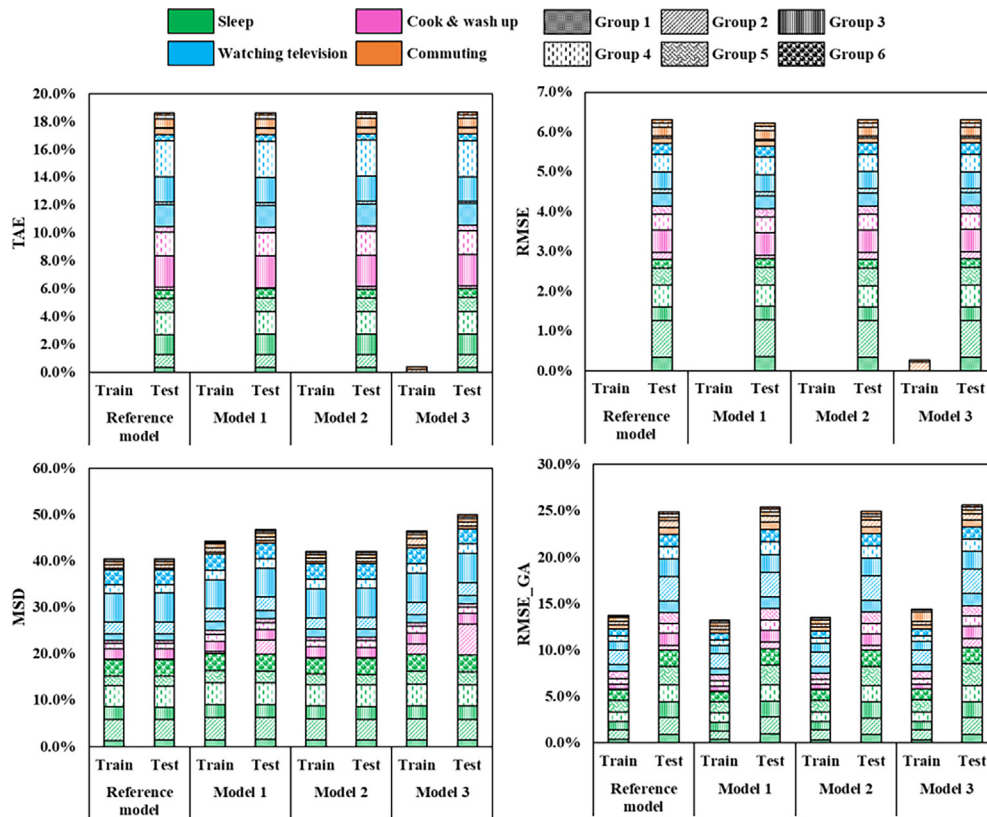 Sleep Cook & wash up Group 1 Group 2 Group 3
Watching television Commuting Group 4 Group 5 Group 6
TAE
20.0%
18.0%
16.0%
14.0%
12.0%
10.0%
8.0%
6.0%
4.0%
2.0%
0.0%
Train Test Train Test Train Test Train Test
Reference model Model 1 Model 2 Model 3
RMSE
7.0%
6.0%
5.0%
4.0%
3.0%
2.0%
1.0%
0.0%
Train Test Train Test Train Test Train Test
Reference model Model 1 Model 2 Model 3
MSD
60.0%
50.0%
40.0%
30.0%
20.0%
10.0%
0.0%
Train Test Train Test Train Test Train Test
Reference model Model 1 Model 2 Model 3
RMSE_GA
30.0%
25.0%
20.0%
15.0%
10.0%
5.0%
0.0%
Train Test Train Test Train Test Train Test
Reference model Model 1 Model 2 Model 3